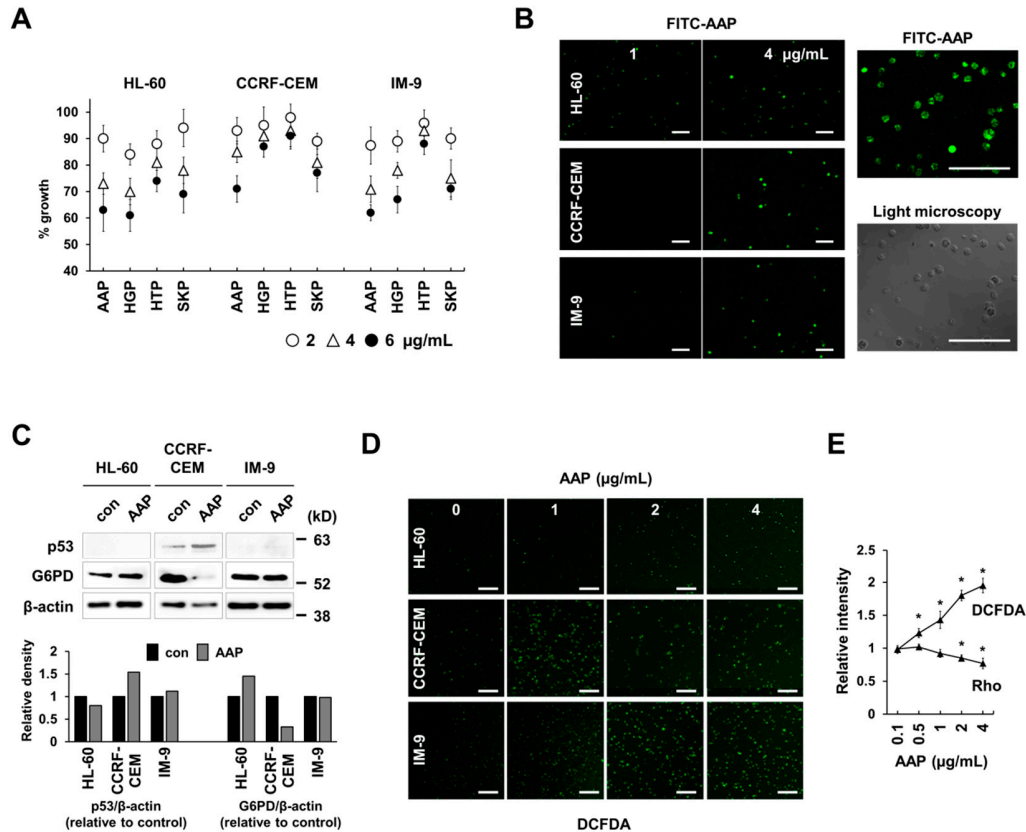 A
HL-60 CCRF-CEM IM-9
100
90
80
70
60
50
40
% growth
AAP HGP HTP SKP AAP HGP HTP SKP AAP HGP HTP SKP
2 4 6 µg/mL
B
FITC-AAP
1 4 µg/mL
HL-60
CCRF-CEM
IM-9
FITC-AAP
Light microscopy
C
HL-60 CCRF-CEM IM-9
con AAP con AAP con AAP (kD)
p53 63
G6PD 52
β-actin 38
con AAP
2
1.5
1
0.5
0
Relative density
HL-60 CCRF-CEM IM-9 HL-60 CCRF-CEM IM-9
p53/β-actin G6PD/β-actin
(relative to control) (relative to control)
D
AAP (µg/mL)
0 1 2 4
HL-60
CCRF-CEM
IM-9
DCFDA
E
2.5
2
1.5
1
0.5
0
Relative intensity
* * * *
DCFDA
* *
Rho
0.1 0.5 1 2 4
AAP (µg/mL)